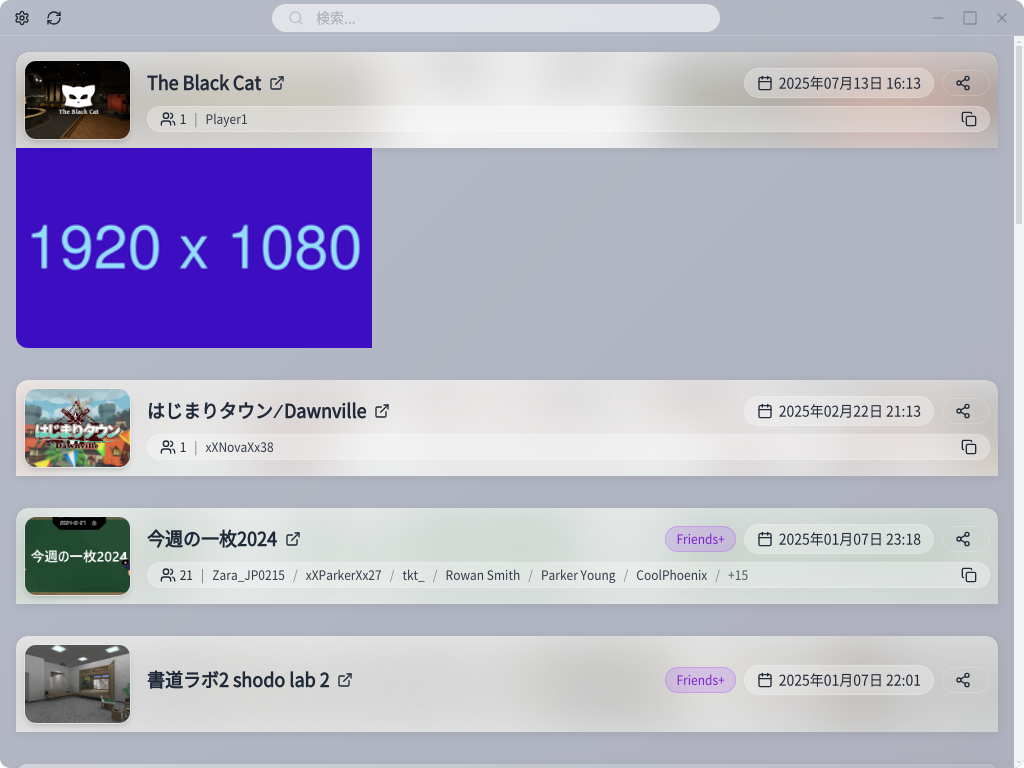 検索...
The Black Cat
The Black Cat
2025年07月13日 16:13
1 | Player1
1920 x 1080
はじまりタウン
Dawnville
はじまりタウン/Dawnville
2025年02月22日 21:13
1 | xXNovaXx38
今週の一枚2024
今週の一枚2024
Friends+
2025年01月07日 23:18
21 | Zara_JP0215 / xXParkerXx27 / tkt_ / Rowan Smith / Parker Young / CoolPhoenix / +15
書道ラボ2 shodo lab 2
Friends+
2025年01月07日 22:01